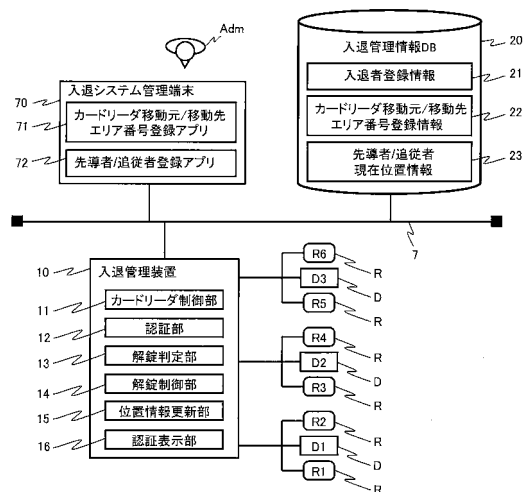 Adm
入退システム管理端末
70
カードリーダ移動元/移動先
エリア番号登録アプリ
71
先導者/追従者登録アプリ
72
入退管理情報DB
20
入退者登録情報
21
カードリーダ移動元/移動先
エリア番号登録情報
22
先導者/追従者
現在位置情報
23
7
10
入退管理装置
11
カードリーダ制御部
12
認証部
13
解錠判定部
14
解錠制御部
15
位置情報更新部
16
認証表示部
R6
R
D3
D
R5
R
R4
R
D2
D
R3
R
R2
R
D1
D
R1
R